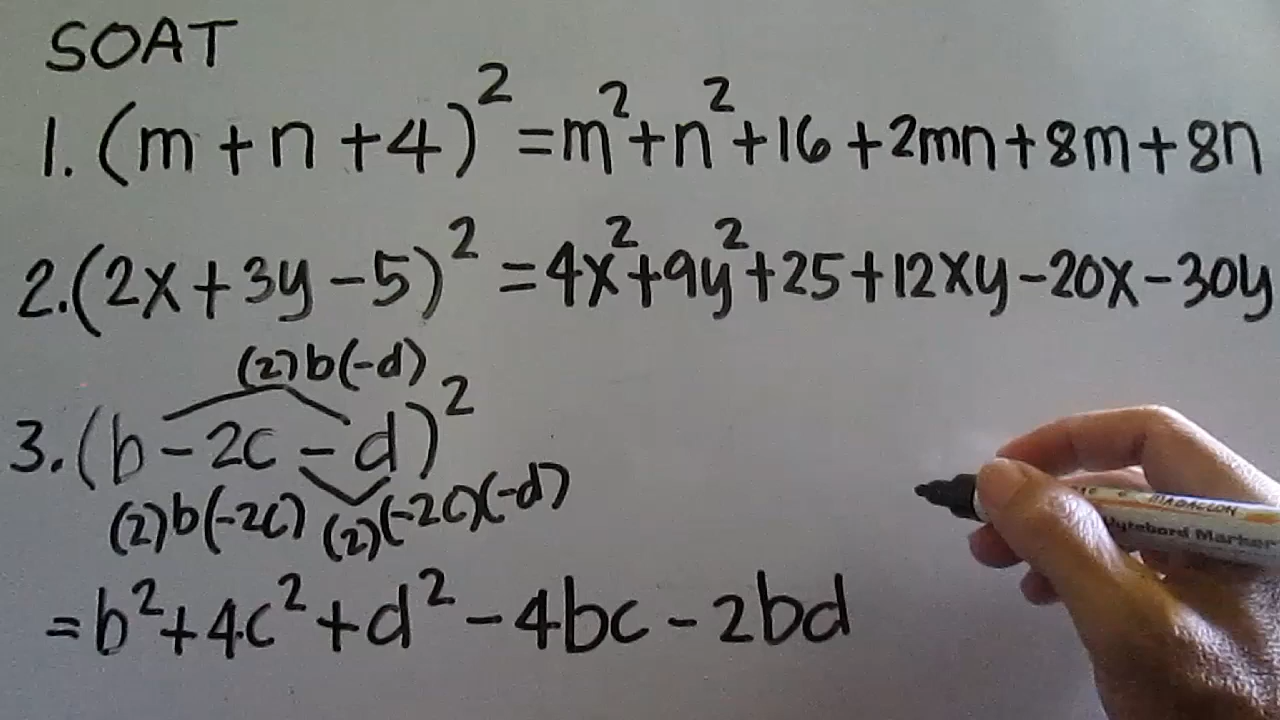 SOAT
1. (m + n + 4)² = m² + n² + 16 + 2mn + 8m + 8n
2. (2x + 3y - 5)² = 4x² + 9y² + 25 + 12xy - 20x - 30y
(2)b(-d)
3. (b - 2c - d)²
(2)b(-2c) (2)(-2c)(-d)
= b² + 4c² + d² - 4bc - 2bd
Marker